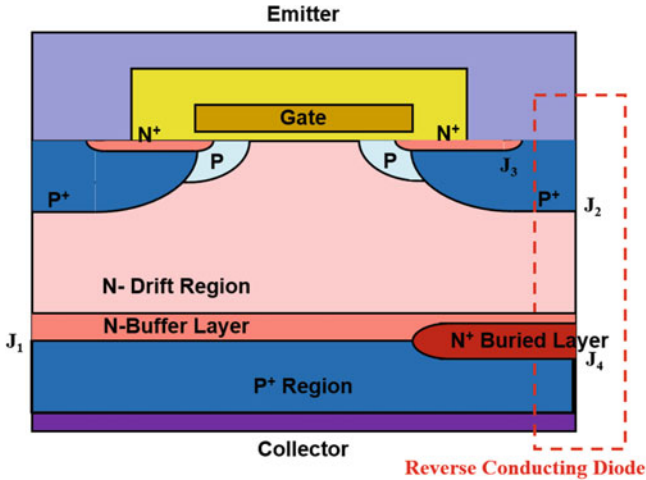 Emitter
Gate
N+ N+
P P
J3
P+ P+
J2
N- Drift Region
N-Buffer Layer
J1
N+ Buried Layer
J4
P+ Region
Collector
Reverse Conducting Diode